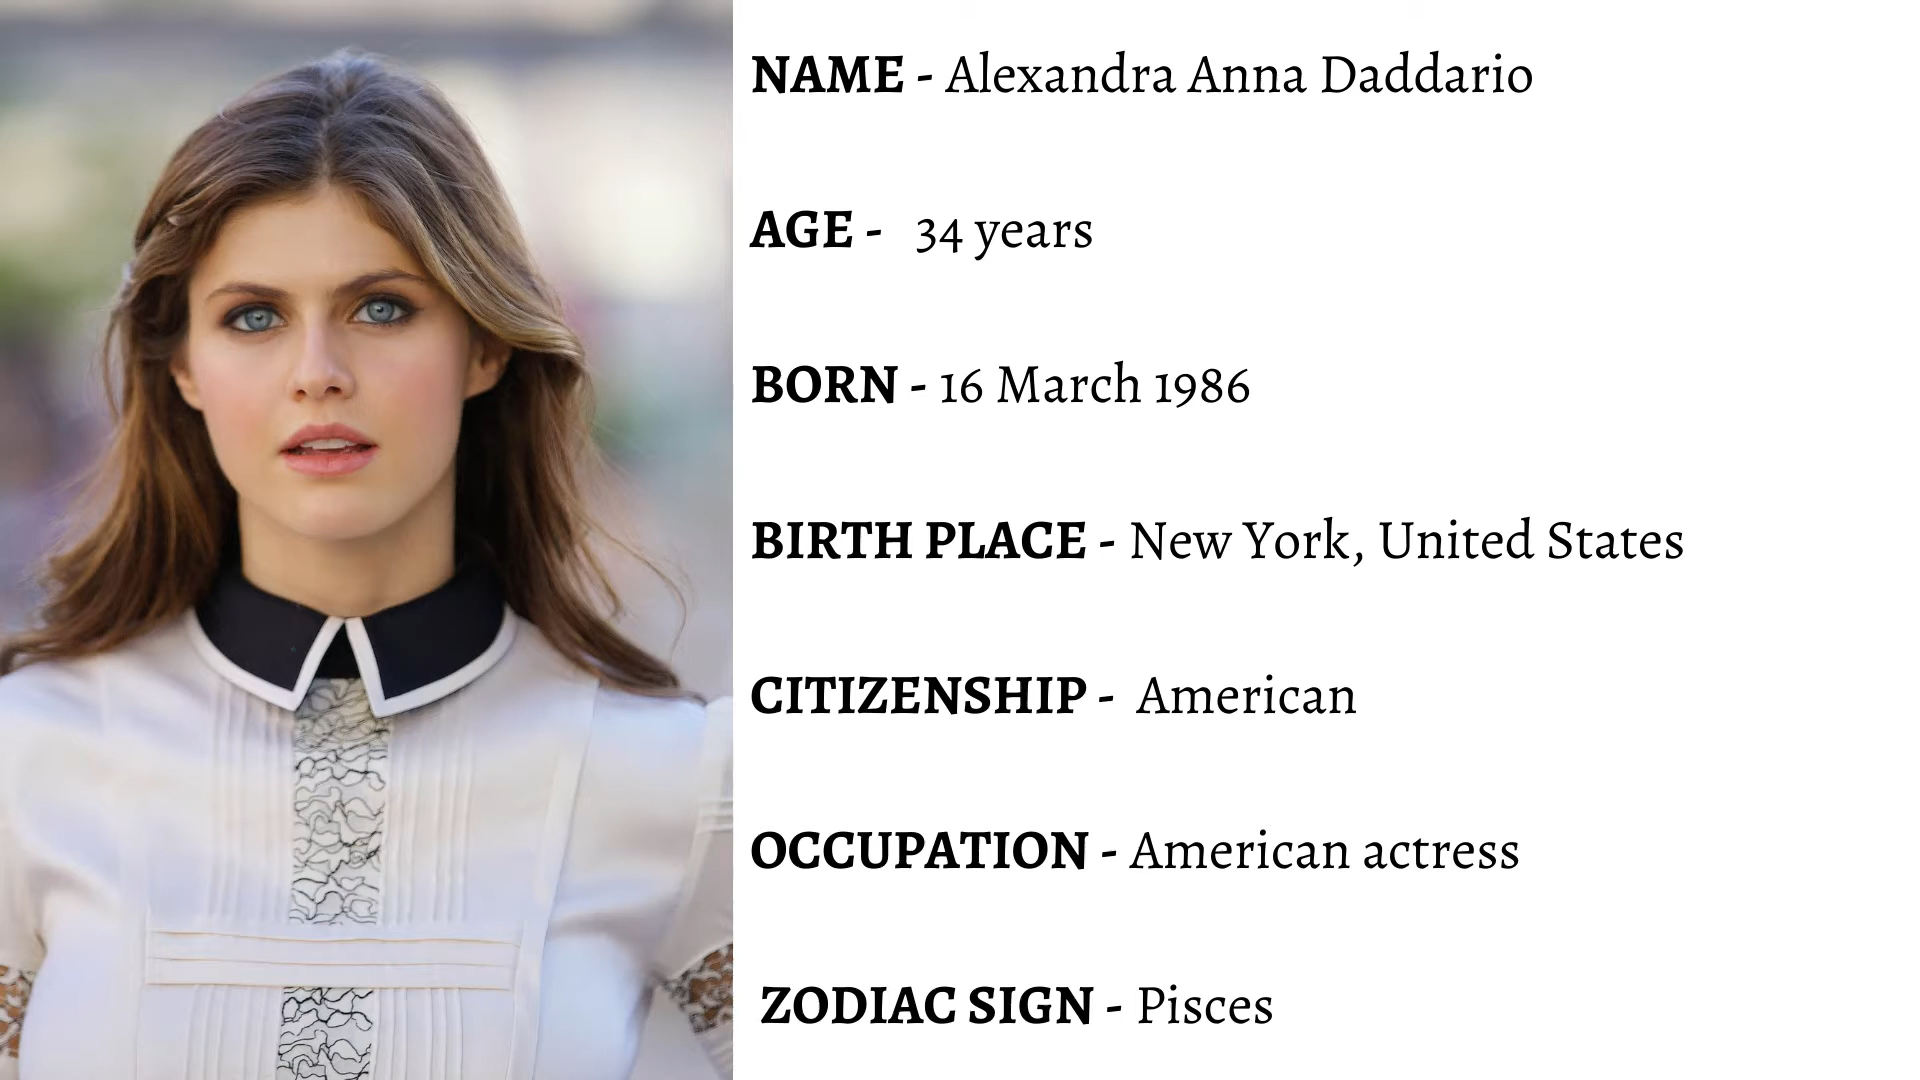 NAME - Alexandra Anna Daddario
AGE - 34 years
BORN - 16 March 1986
BIRTH PLACE - New York, United States
CITIZENSHIP - American
OCCUPATION - American actress
ZODIAC SIGN - Pisces